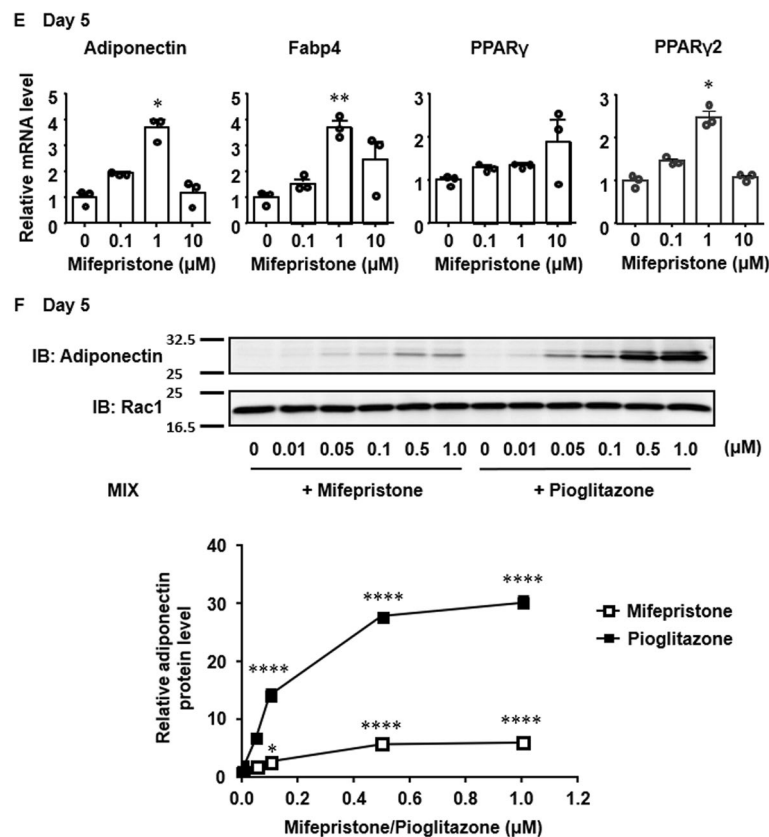 E Day 5
Adiponectin Fabp4 PPARγ PPARγ2
Relative mRNA level
5 4 3 2 1 0
*
0 0.1 1 10
Mifepristone (μM)
5 4 3 2 1 0
**
0 0.1 1 10
Mifepristone (μM)
3 2 1 0
0 0.1 1 10
Mifepristone (μM)
3 2 1 0
*
0 0.1 1 10
Mifepristone (μM)
F Day 5
32.5
IB: Adiponectin
25
25
IB: Rac1
16.5
0 0.01 0.05 0.1 0.5 1.0 0 0.01 0.05 0.1 0.5 1.0 (μM)
MIX + Mifepristone + Pioglitazone
Relative adiponectin
protein level
40
30
20
10
0
**** **** ****
* **** ****
Mifepristone
Pioglitazone
0.0 0.2 0.4 0.6 0.8 1.0 1.2
Mifepristone/Pioglitazone (μM)